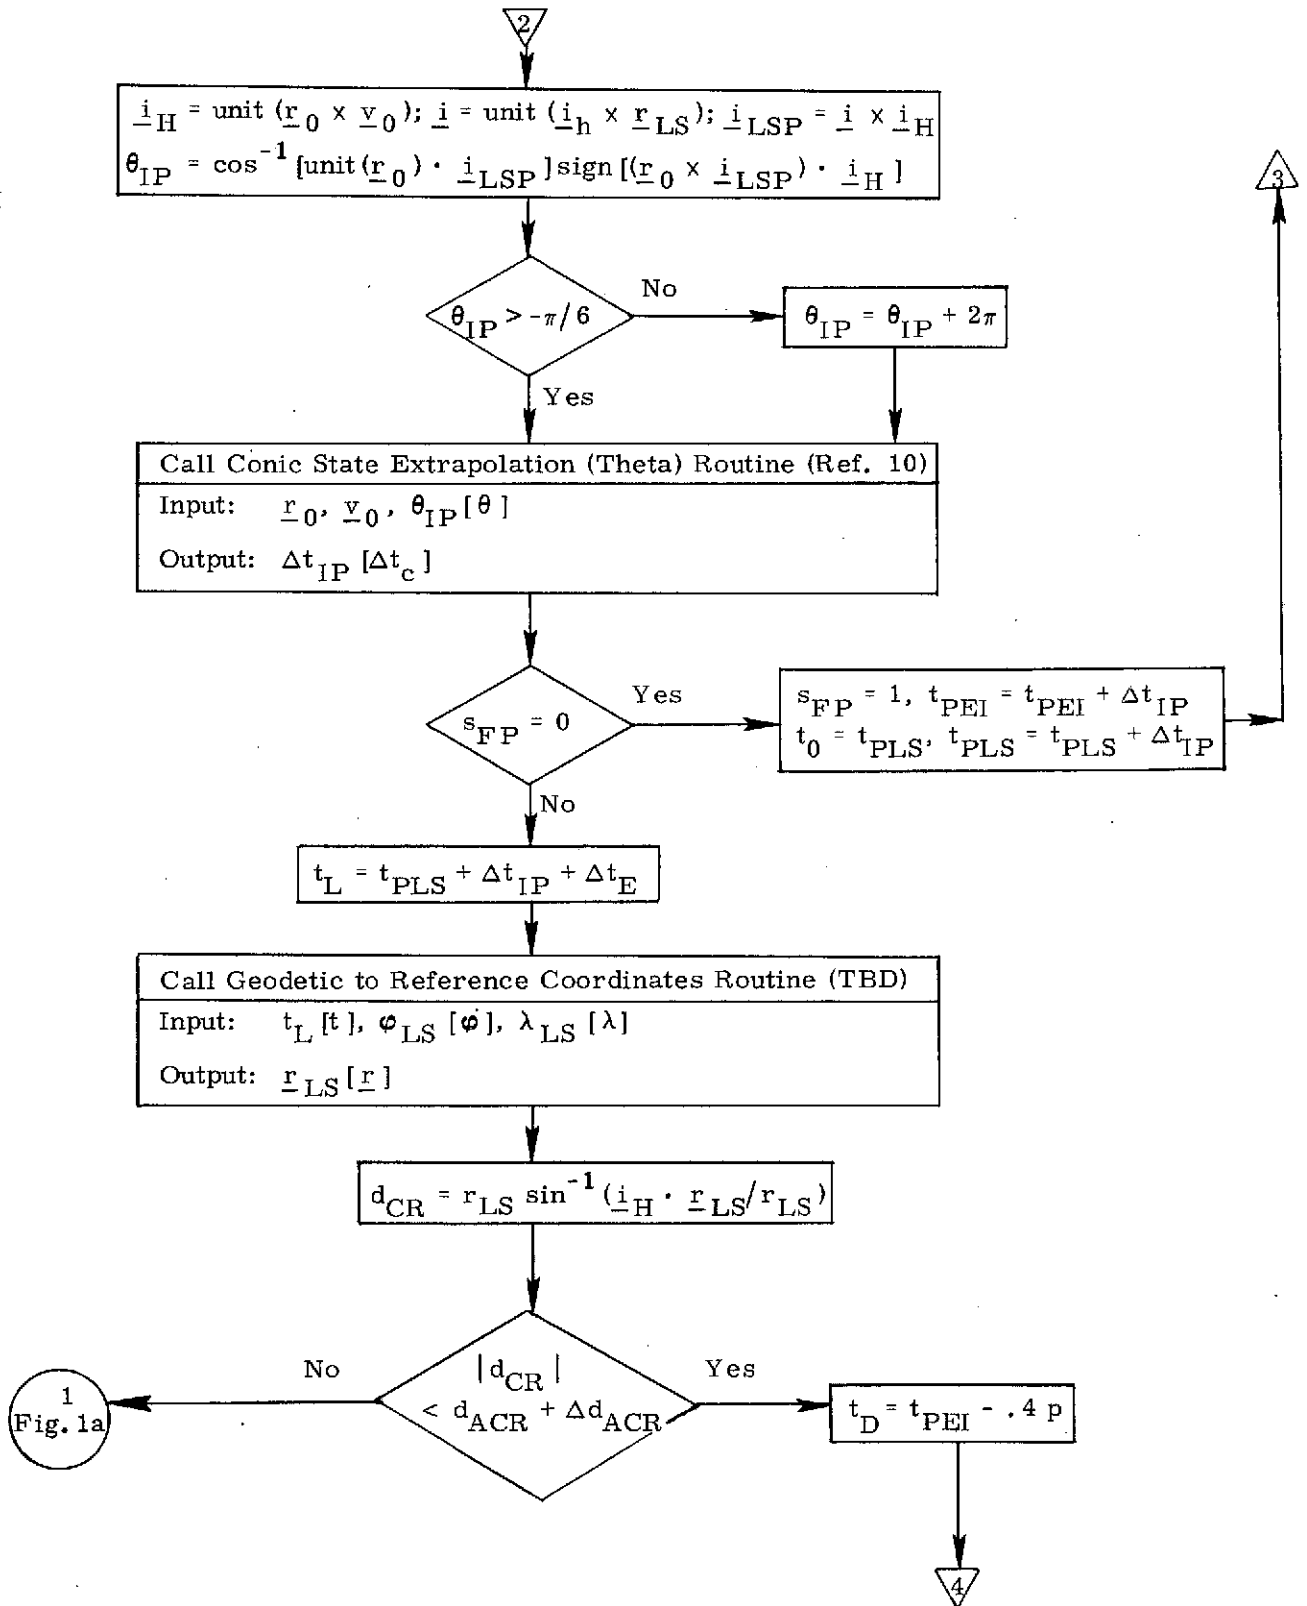 2
i_H = unit (r_0 × v_0); i = unit (i_h × r_LS); i_LSP = i × i_H
θ_IP = cos^-1 [unit(r_0) · i_LSP] sign [(r_0 × i_LSP) · i_H]
3
θ_IP > -π/6
No
θ_IP = θ_IP + 2π
Yes
Call Conic State Extrapolation (Theta) Routine (Ref. 10)
Input: r_0, v_0, θ_IP [θ]
Output: Δt_IP [Δt_c]
s_FP = 0
Yes
s_FP = 1, t_PEI = t_PEI + Δt_IP
t_0 = t_PLS, t_PLS = t_PLS + Δt_IP
No
t_L = t_PLS + Δt_IP + Δt_E
Call Geodetic to Reference Coordinates Routine (TBD)
Input: t_L [t], φ_LS [φ], λ_LS [λ]
Output: r_LS [r]
d_CR = r_LS sin^-1 (i_H · r_LS/r_LS)
|d_CR|
< d_ACR + Δd_ACR
No
Yes
1
Fig. 1a
t_D = t_PEI - .4 p
4